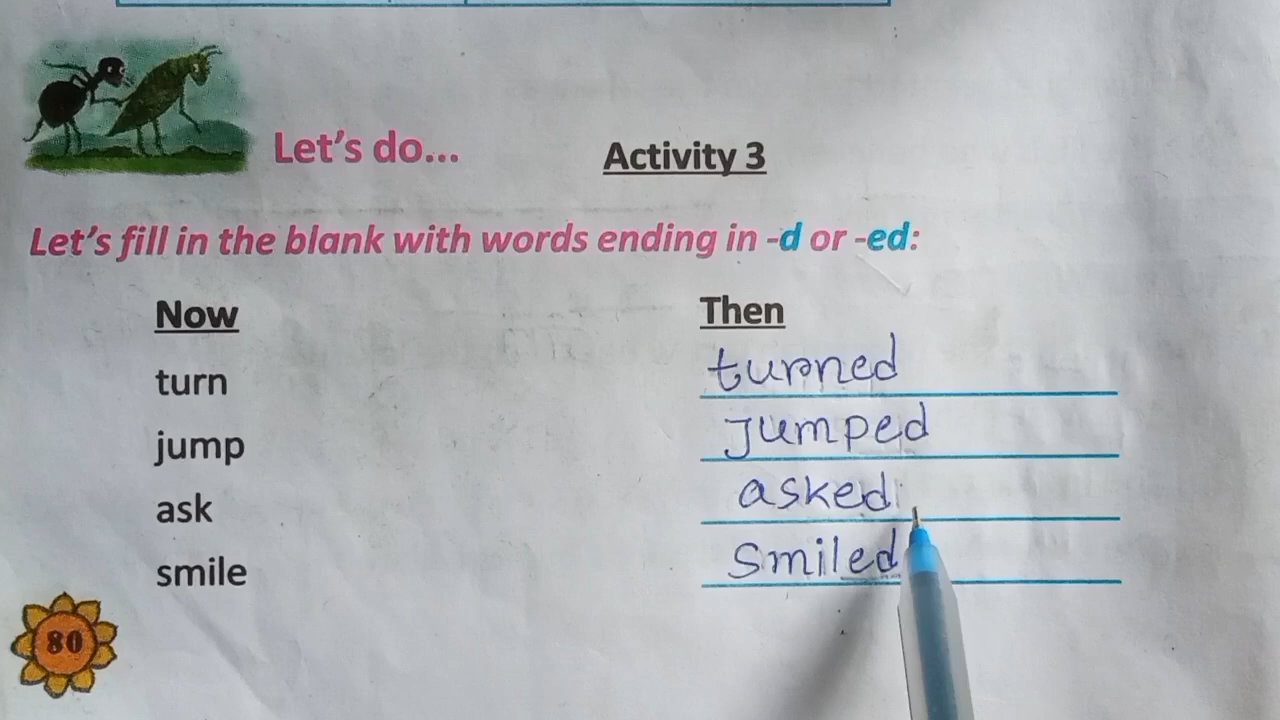 Let's do... Activity 3
Let's fill in the blank with words ending in -d or -ed:
Now Then
turn turned
jump Jumped
ask asked
smile Smiled
80